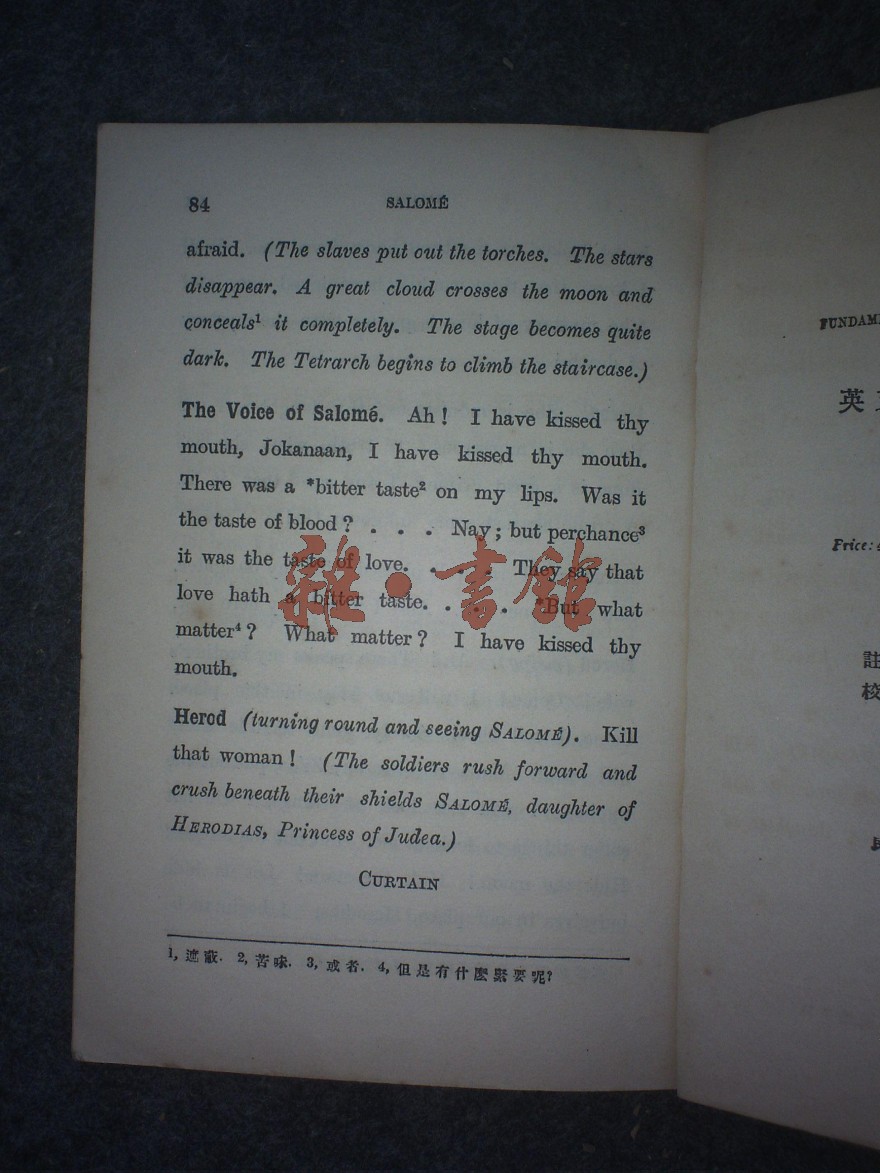 84
SALOMÉ
afraid. (The slaves put out the torches. The stars
disappear. A great cloud crosses the moon and
conceals¹ it completely. The stage becomes quite
dark. The Tetrarch begins to climb the staircase.)
The Voice of Salomé. Ah! I have kissed thy
mouth, Jokanaan, I have kissed thy mouth.
There was a *bitter taste² on my lips. Was it
the taste of blood? . . . Nay; but perchance³
it was the taste of love. . . . . They say that
love hath a bitter taste. . . . . *But what
matter⁴? What matter? I have kissed thy
mouth.
Herod (turning round and seeing SALOMÉ). Kill
that woman! (The soldiers rush forward and
crush beneath their shields SALOMÉ, daughter of
HERODIAS, Princess of Judea.)
CURTAIN
1, 遮蔽. 2, 苦味. 3, 或者. 4, 但是有什麼緊要呢?
雜·書館
FUNDAM
英
Price:
註
校